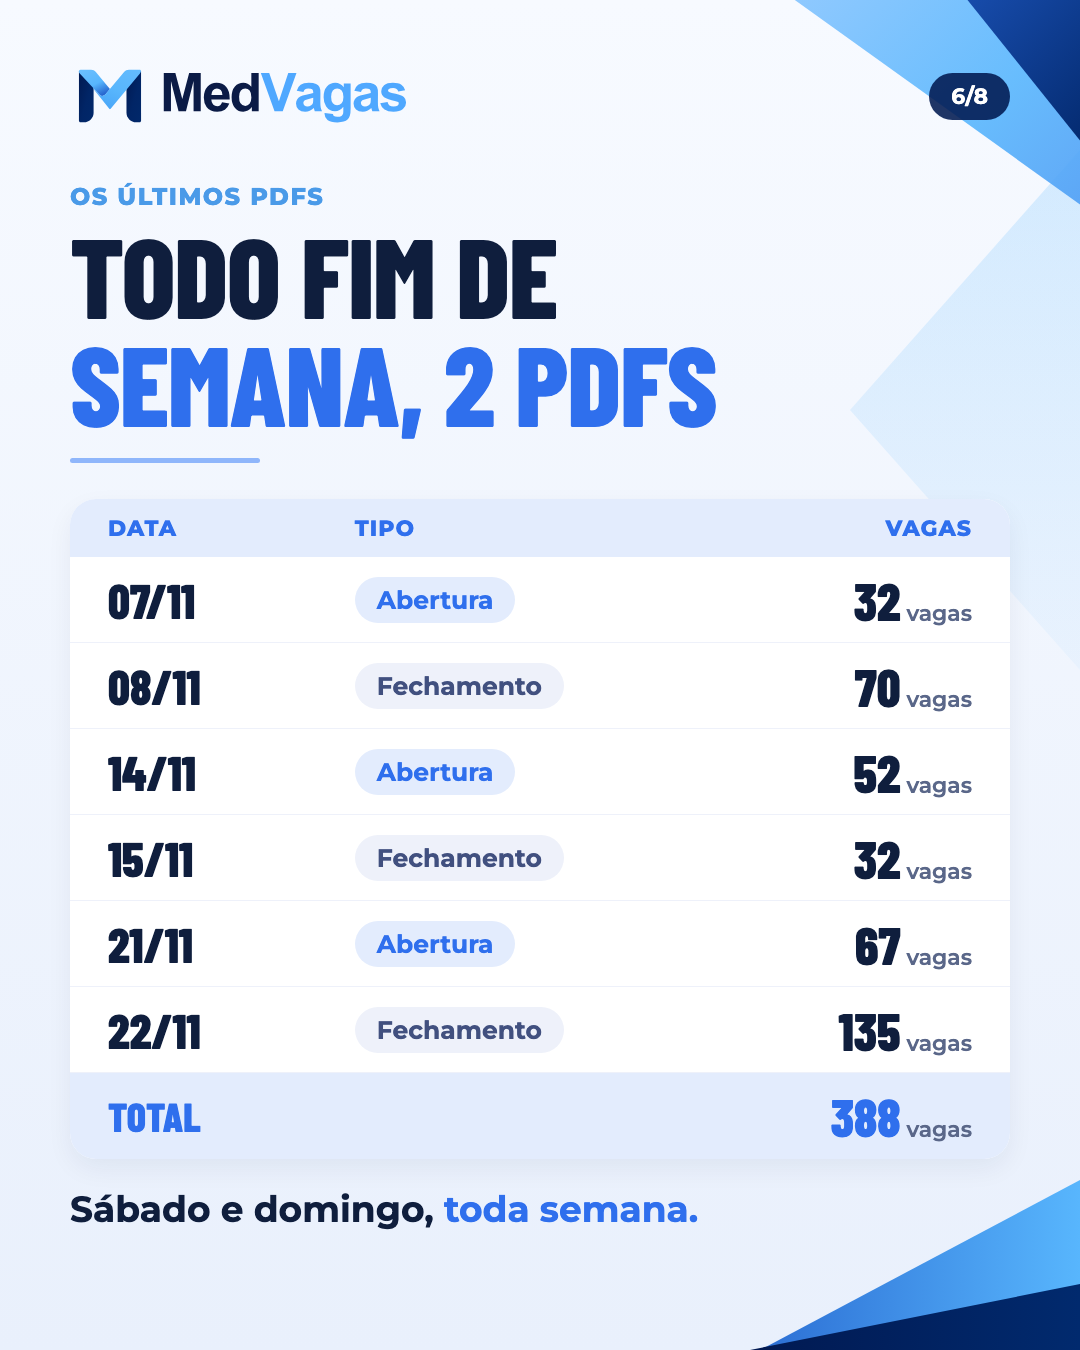 MedVagas
6/8
OS ÚLTIMOS PDFS
TODO FIM DE
SEMANA, 2 PDFS
DATA TIPO VAGAS
07/11 Abertura 32 vagas
08/11 Fechamento 70 vagas
14/11 Abertura 52 vagas
15/11 Fechamento 32 vagas
21/11 Abertura 67 vagas
22/11 Fechamento 135 vagas
TOTAL 388 vagas
Sábado e domingo, toda semana.